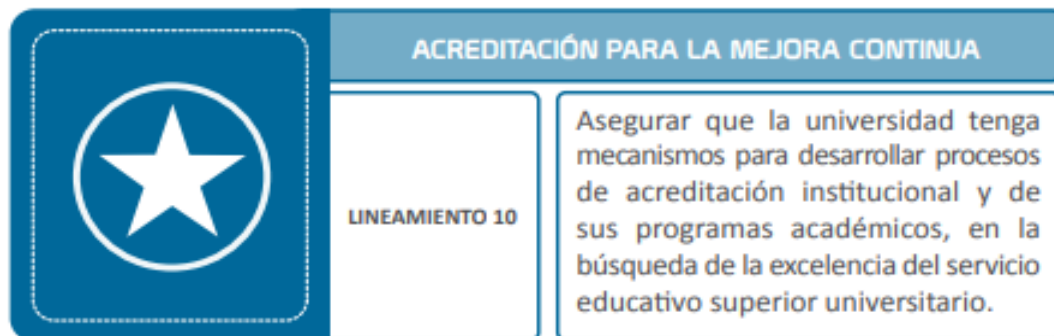 ACREDITACIÓN PARA LA MEJORA CONTINUA
LINEAMIENTO 10
Asegurar que la universidad tenga
mecanismos para desarrollar procesos
de acreditación institucional y de
sus programas académicos, en la
búsqueda de la excelencia del servicio
educativo superior universitario.